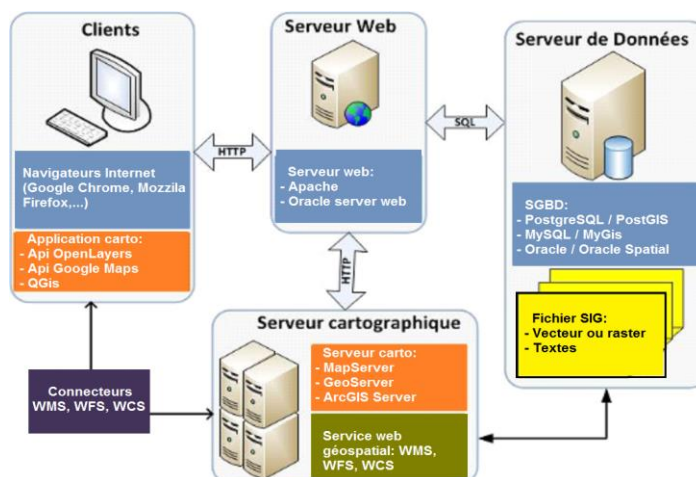 Clients
Navigateurs Internet
(Google Chrome, Mozzila
Firefox,...)
Application carto:
- Api OpenLayers
- Api Google Maps
- QGis
HTTP
Serveur Web
Serveur web:
- Apache
- Oracle server web
SQL
Serveur de Données
SGBD:
- PostgreSQL / PostGIS
- MySQL / MyGis
- Oracle / Oracle Spatial
Fichier SIG:
- Vecteur ou raster
- Textes
HTTP
Serveur cartographique
Serveur carto:
- MapServer
- GeoServer
- ArcGIS Server
Service web
géospatial: WMS,
WFS, WCS
Connecteurs
WMS, WFS, WCS